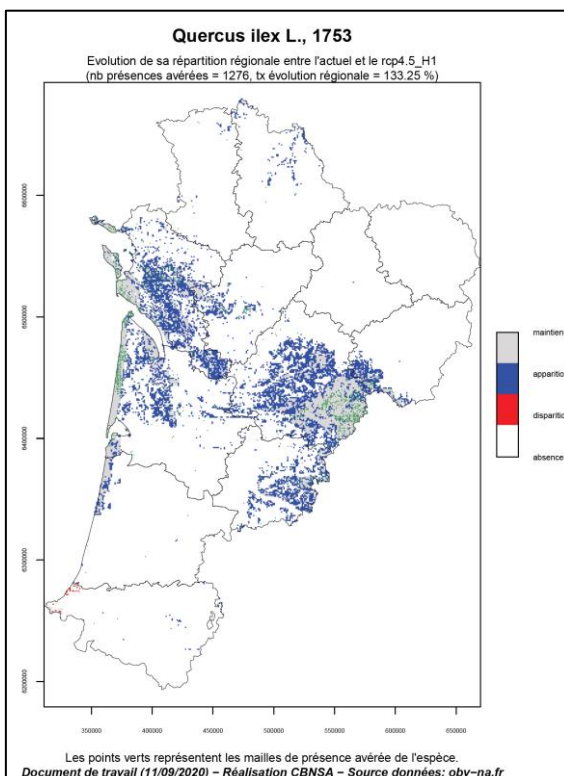 Quercus ilex L., 1753
Evolution de sa répartition régionale entre l'actuel et le rcp4.5_H1
(nb présences avérées = 1276, tx évolution régionale = 133.25 %)
6600000
6500000
6400000
6300000
6200000
maintien
apparitio
disparitio
absence
350000 400000 450000 500000 550000 600000 650000
Les points verts représentent les mailles de présence avérée de l'espèce.
Document de travail (11/09/2020) – Réalisation CBNSA – Source données: obv–na.fr